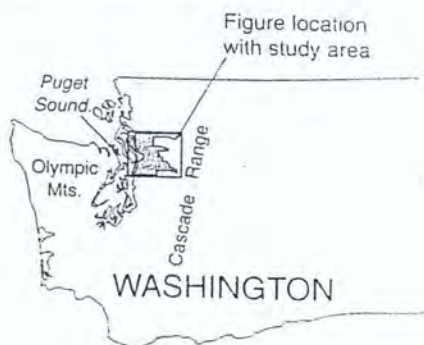 Figure location
with study area
Puget
Sound.
Olympic
Mts.
Cascade Range
WASHINGTON